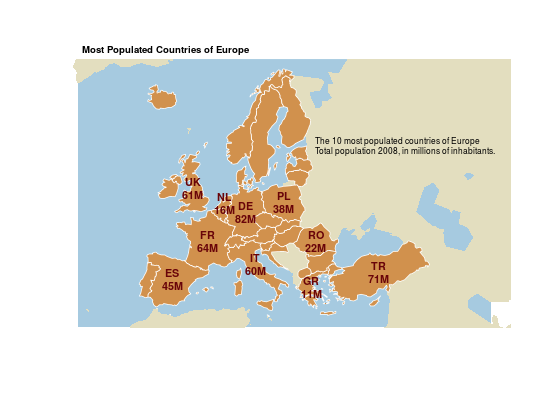 Most Populated Countries of Europe
The 10 most populated countries of Europe
Total population 2008, in millions of inhabitants.
UK
61M
NL
16M
DE
82M
PL
38M
FR
64M
RO
22M
IT
60M
ES
45M
TR
71M
GR
11M